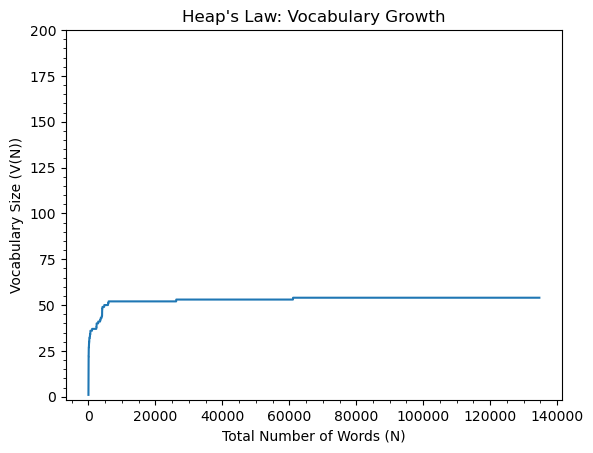 Heap's Law: Vocabulary Growth
200
175
150
125
100
75
50
25
0
Vocabulary Size (V(N))
0 20000 40000 60000 80000 100000 120000 140000
Total Number of Words (N)